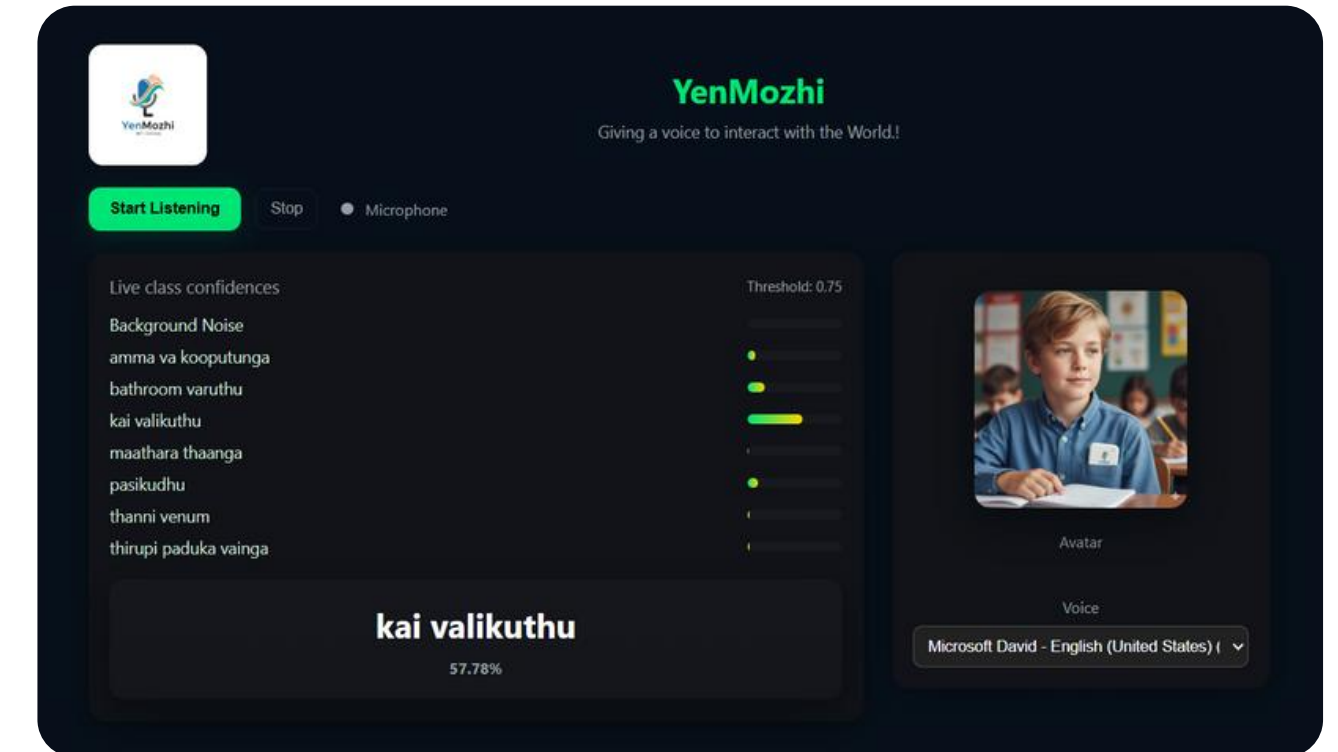 YenMozhi
YenMozhi
Giving a voice to interact with the World.!
Start Listening
Stop
Microphone
Live class confidences
Threshold: 0.75
Background Noise
amma va kooputunga
bathroom varuthu
kai valikuthu
maathara thaanga
pasikudhu
thanni venum
thirupi paduka vainga
kai valikuthu
57.78%
Avatar
Voice
Microsoft David - English (United States) (